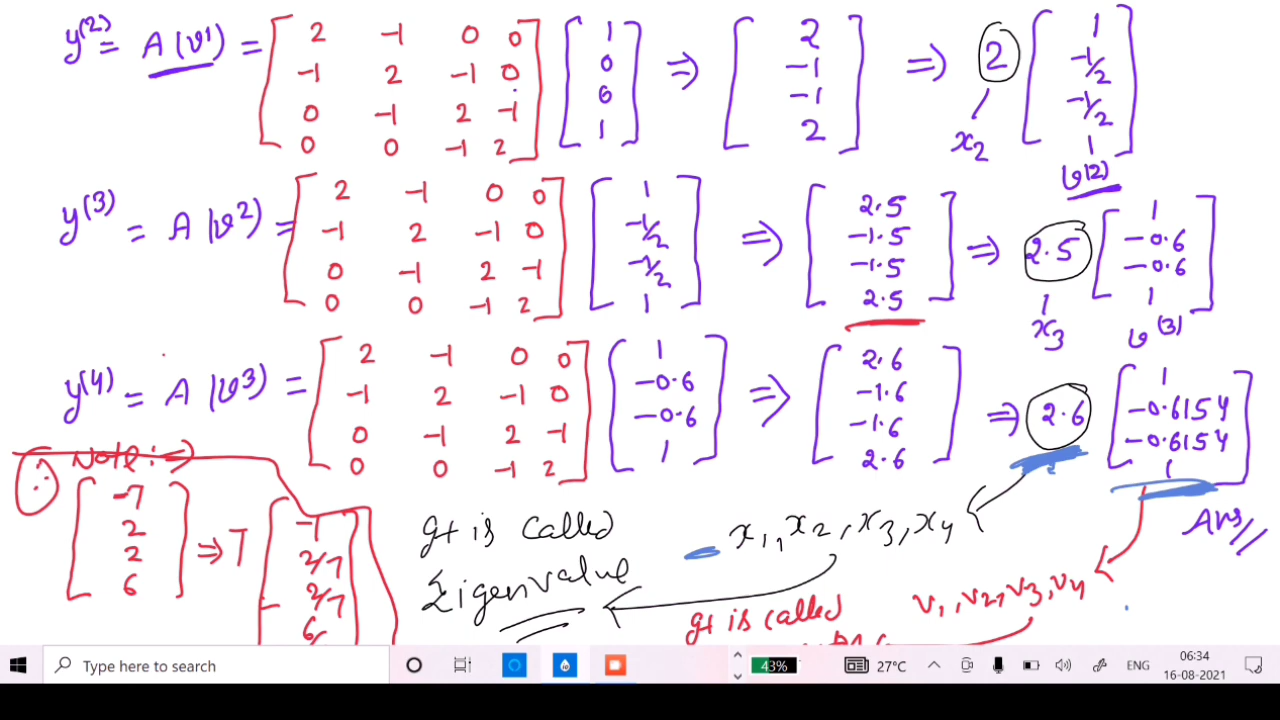 y(2) = A(v1) = [2 -1 0 0] [1] ⇒ [2] ⇒ 2 [1]
[-1 2 -1 0] [0] [-1] [-1/2]
[0 -1 2 -1] [0] [-1] [-1/2]
[0 0 -1 2] [1] [2] [1]
x2 v(2)
y(3) = A(v2) = [2 -1 0 0] [1] ⇒ [2.5] ⇒ 2.5 [1]
[-1 2 -1 0] [-1/2] [-1.5] [-0.6]
[0 -1 2 -1] [-1/2] [-1.5] [-0.6]
[0 0 -1 2] [1] [2.5] [1]
x3 v(3)
y(4) = A(v3) = [2 -1 0 0] [1] ⇒ [2.6] ⇒ 2.6 [1]
[-1 2 -1 0] [-0.6] [-1.6] [-0.6154]
[0 -1 2 -1] [-0.6] [-1.6] [-0.6154]
[0 0 -1 2] [1] [2.6] [1]
Ans//
∴ Note:⇒
[-7] ⇒ 7 [-1]
[2] [2/7]
[2] [2/7]
[6] [6/
It is called
Eigenvalue
x1, x2, x3, x4
It is called
v1, v2, v3, v4
Type here to search
43%
27°C
ENG
06:34
16-08-2021